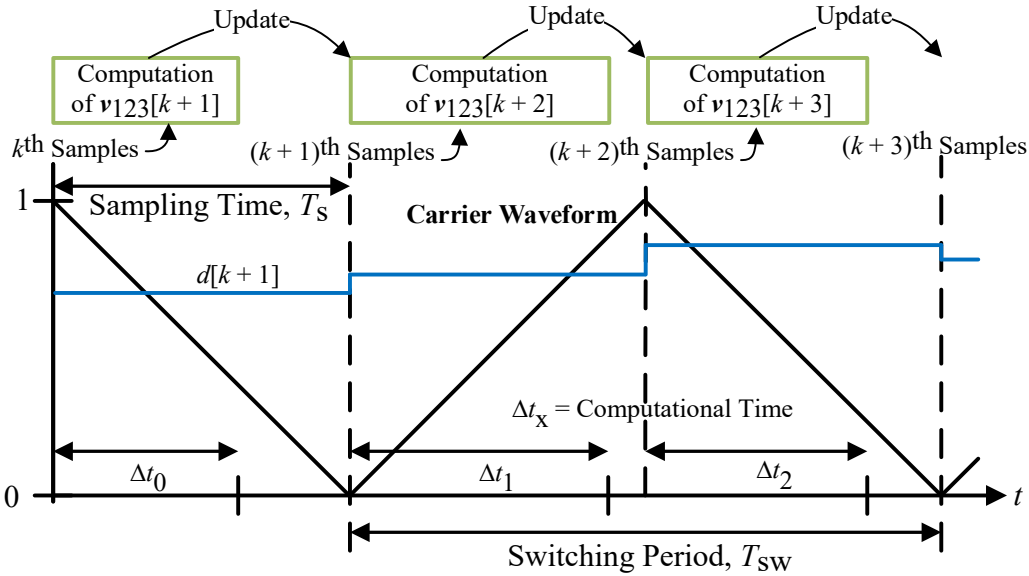 Update Update Update
Computation of 𝒗123[k + 1]
Computation of 𝒗123[k + 2]
Computation of 𝒗123[k + 3]
kth Samples (k + 1)th Samples (k + 2)th Samples (k + 3)th Samples
1
Sampling Time, Ts
Carrier Waveform
d[k + 1]
Δtx = Computational Time
Δt0 Δt1 Δt2
0 t
Switching Period, Tsw